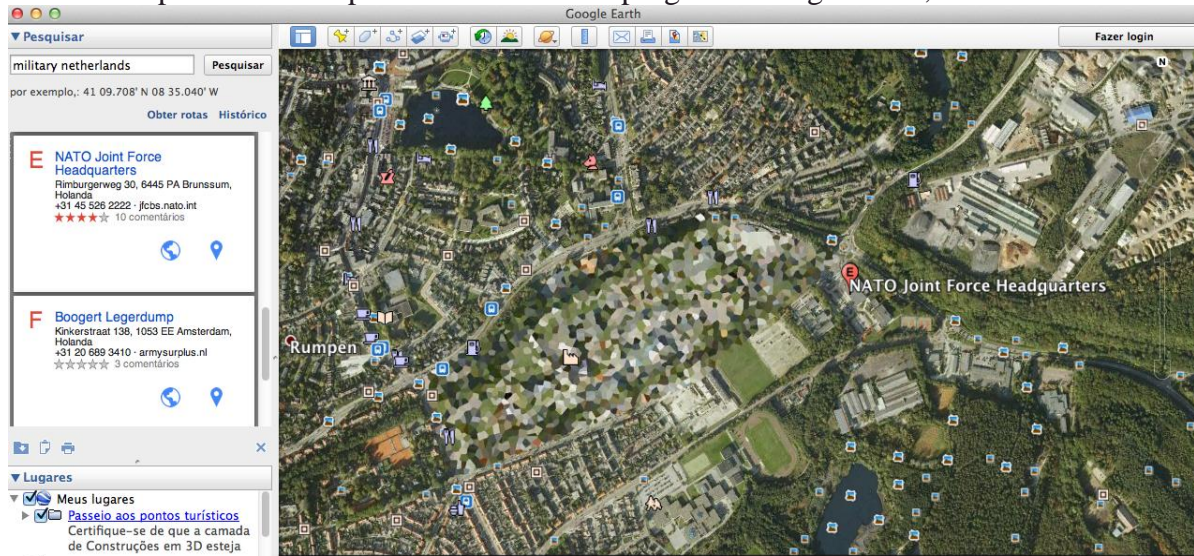 Google Earth
▼ Pesquisar
military netherlands
Pesquisar
por exemplo,: 41 09.708' N 08 35.040' W
Obter rotas Histórico
E NATO Joint Force
Headquarters
Rimburgerweg 30, 6445 PA Brunssum,
Holanda
+31 45 526 2222 - jfcbs.nato.int
10 comentários
F Boogert Legerdump
Kinkerstraat 138, 1053 EE Amsterdam,
Holanda
+31 20 689 3410 - armysurplus.nl
3 comentários
▼ Lugares
Meus lugares
Passeio aos pontos turísticos
Certifique-se de que a camada
de Construções em 3D esteja
Fazer login
N
E
NATO Joint Force Headquarters
Rumpen